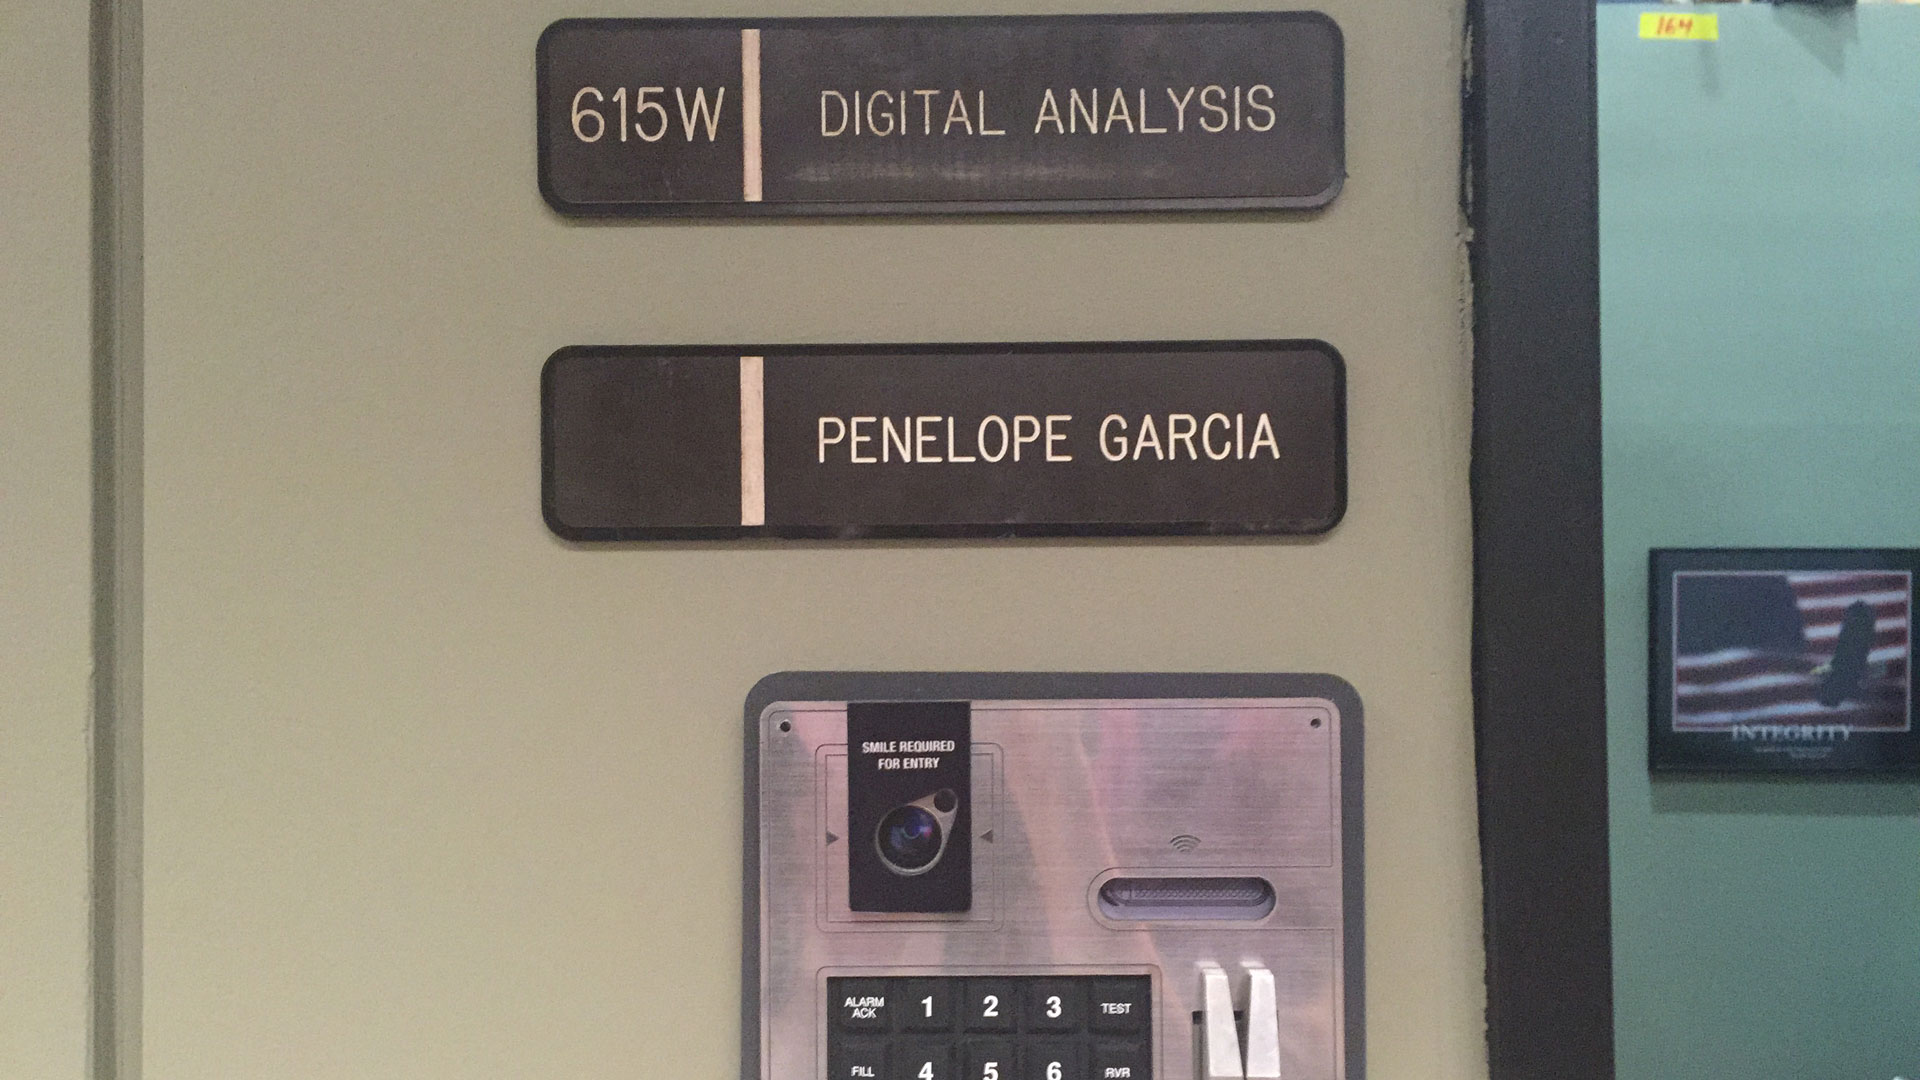 164
615W DIGITAL ANALYSIS
PENELOPE GARCIA
INTEGRITY
SMILE REQUIRED
FOR ENTRY
ALARM
ACK
1 2 3 TEST
FILL 4 5 6 RVR